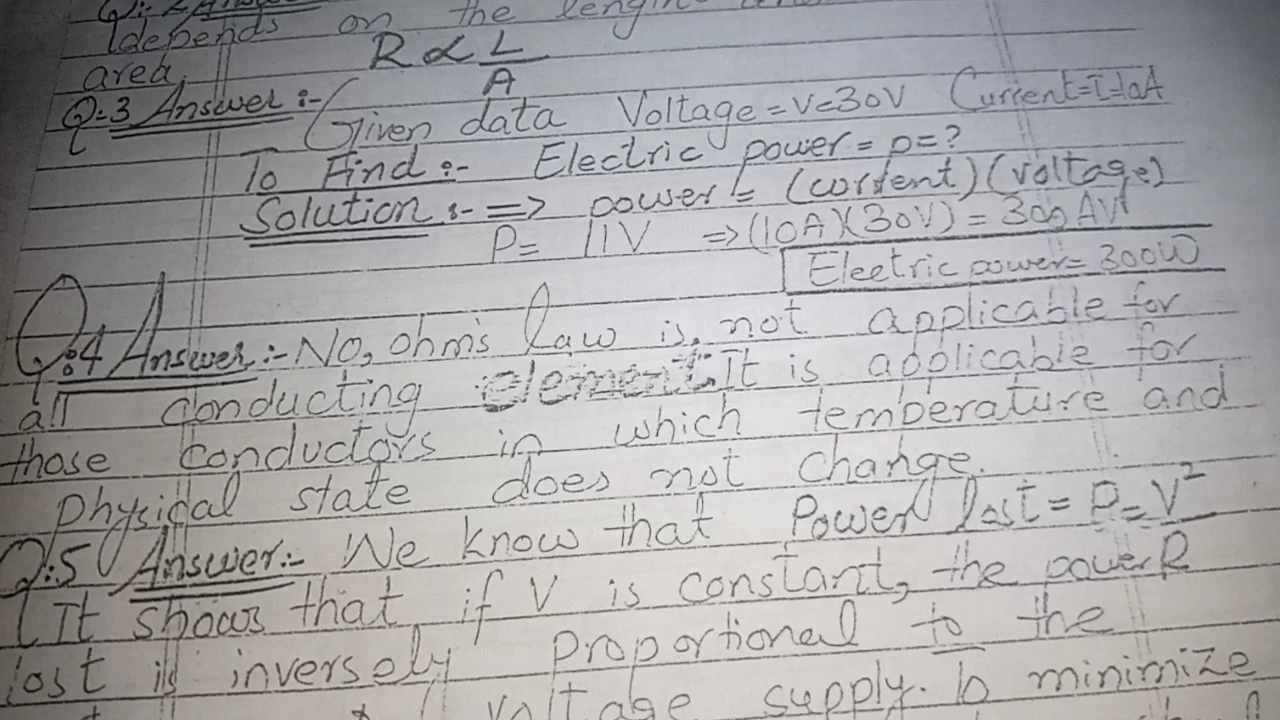 Q:2 Answer
depends on the length
area.
R ∝ L/A
Q:3 Answer :- Given data Voltage = V=30V Current=I=10A
To Find :- Electric power = p=?
Solution :- => power = (corrent)(voltage)
P= IV => (10A)(30V) = 300 AV
Electric power= 300W
Q:4 Answer:- No, ohm's law is not applicable for
all conducting element. It is applicable for
those conductors in which temperature and
physical state does not change.
Q:5 Answer:- We know that Power lost = P= V²/R
It shows that if V is constant, the power
lost is inversely proportional to the
voltage supply. To minimize